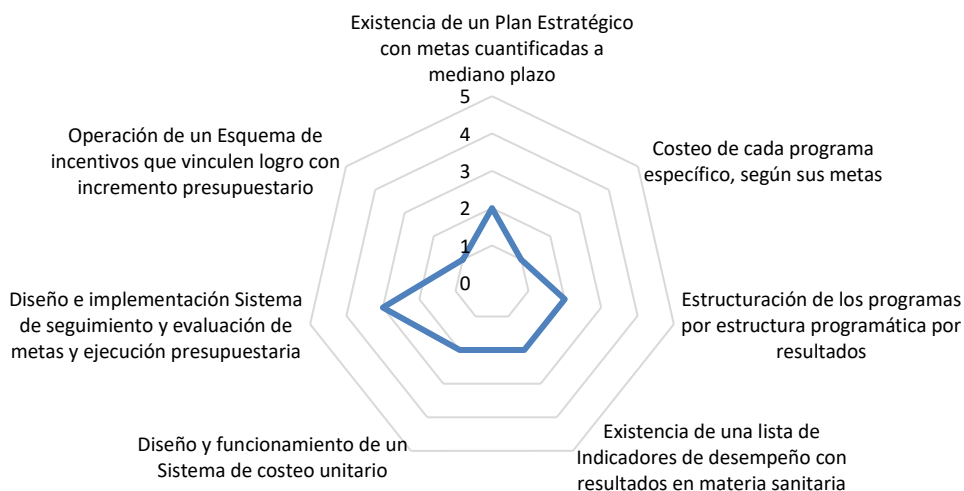 Existencia de un Plan Estratégico
con metas cuantificadas a
mediano plazo
5
4
3
2
1
0
Costeo de cada programa
específico, según sus metas
Estructuración de los programas
por estructura programática por
resultados
Existencia de una lista de
Indicadores de desempeño con
resultados en materia sanitaria
Diseño y funcionamiento de un
Sistema de costeo unitario
Diseño e implementación Sistema
de seguimiento y evaluación de
metas y ejecución presupuestaria
Operación de un Esquema de
incentivos que vinculen logro con
incremento presupuestario